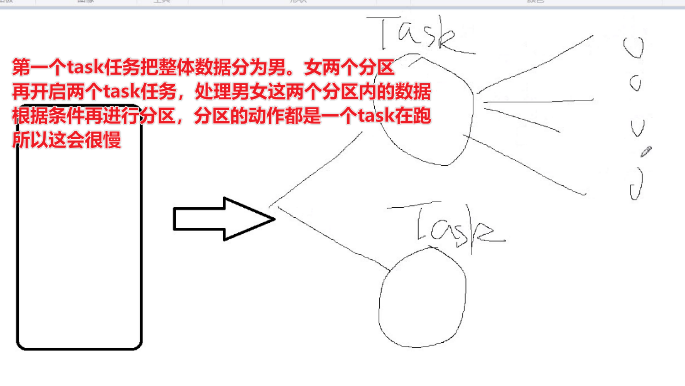 Task
第一个task任务把整体数据分为男。女两个分区
再开启两个task任务，处理男女这两个分区内的数据
根据条件再进行分区，分区的动作都是一个task在跑
所以这会很慢
Task